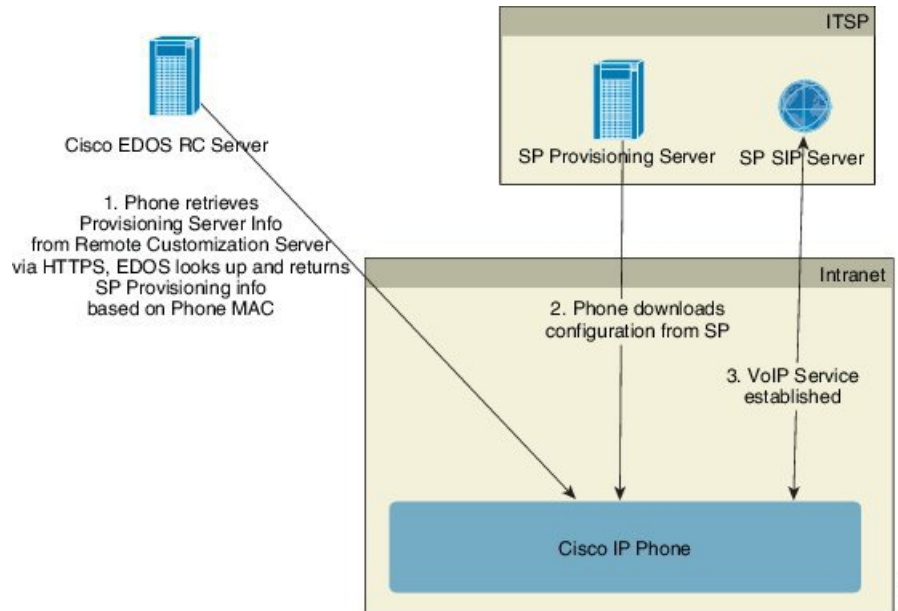 ITSP
Cisco EDOS RC Server
SP Provisioning Server
SP SIP Server
1. Phone retrieves
Provisioning Server Info
from Remote Customization Server
via HTTPS, EDOS looks up and returns
SP Provisioning info
based on Phone MAC
Intranet
2. Phone downloads
configuration from SP
3. VoIP Service
established
Cisco IP Phone